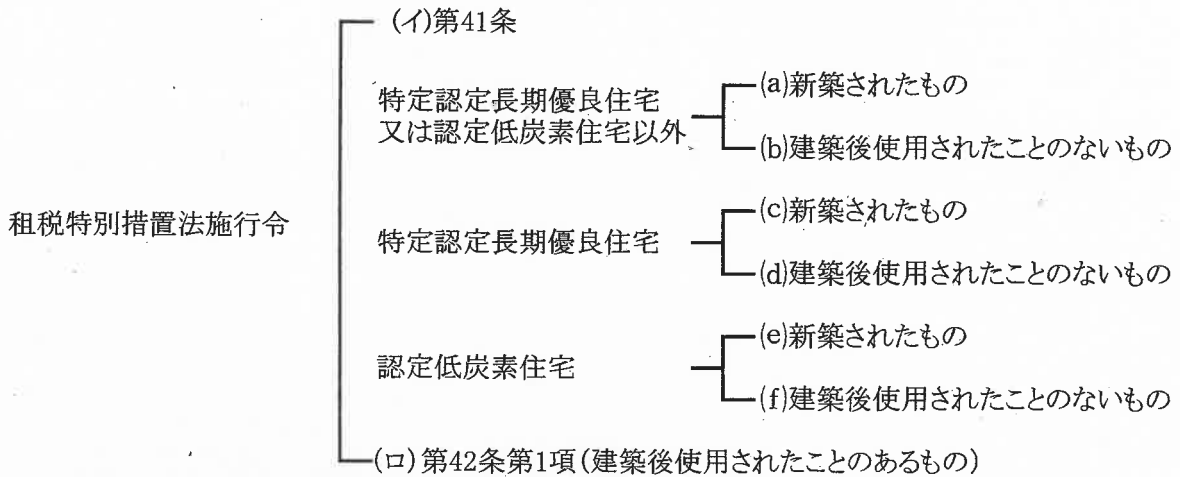 (イ)第41条
特定認定長期優良住宅
又は認定低炭素住宅以外
(a)新築されたもの
(b)建築後使用されたことのないもの
租税特別措置法施行令
特定認定長期優良住宅
(c)新築されたもの
(d)建築後使用されたことのないもの
認定低炭素住宅
(e)新築されたもの
(f)建築後使用されたことのないもの
(ロ)第42条第1項(建築後使用されたことのあるもの)